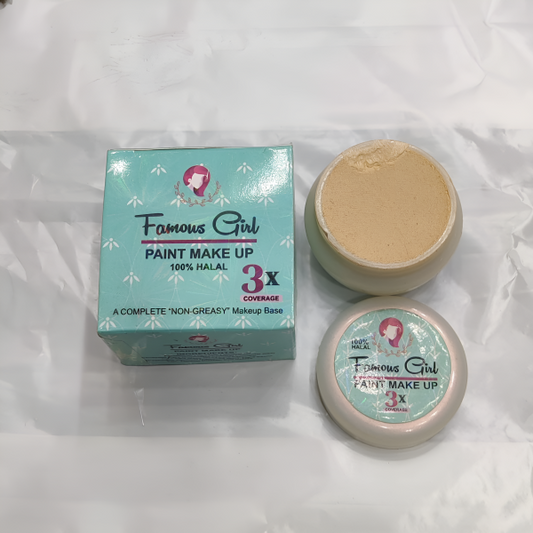 Famous Girl
PAINT MAKE UP
100% HALAL
3x
COVERAGE
A COMPLETE "NON-GREASY" Makeup Base
Famous Girl
100%
HALAL
Famous Girl
PAINT MAKE UP
3x
COVERAGE